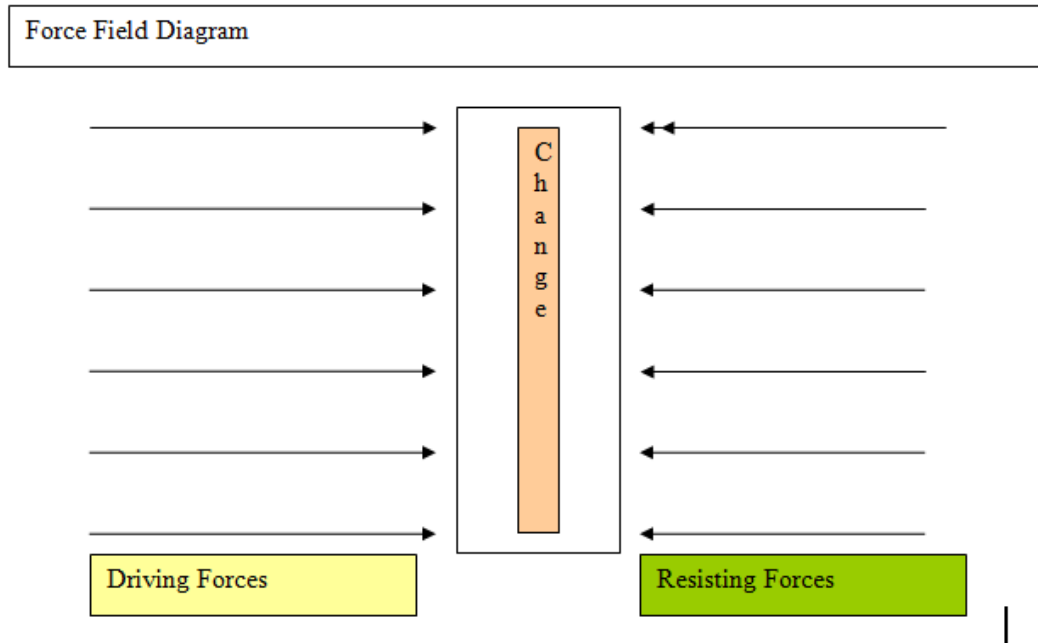 Force Field Diagram
C
h
a
n
g
e
Driving Forces
Resisting Forces